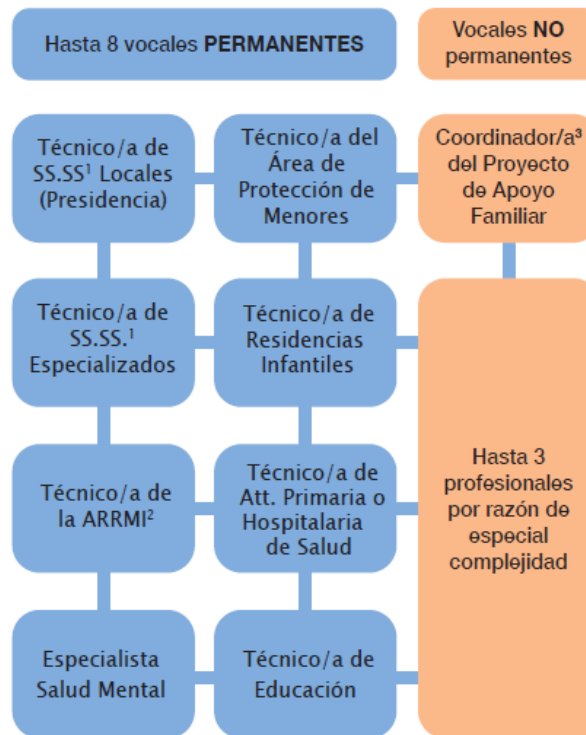 Hasta 8 vocales PERMANENTES
Vocales NO
permanentes
Técnico/a de
SS.SS¹ Locales
(Presidencia)
Técnico/a del
Área de
Protección de
Menores
Coordinador/a³
del Proyecto
de Apoyo
Familiar
Técnico/a de
SS.SS.¹
Especializados
Técnico/a de
Residencias
Infantiles
Hasta 3
profesionales
por razón de
especial
complejidad
Técnico/a de
la ARRMI²
Técnico/a de
Att. Primaria o
Hospitalaria
de Salud
Especialista
Salud Mental
Técnico/a de
Educación